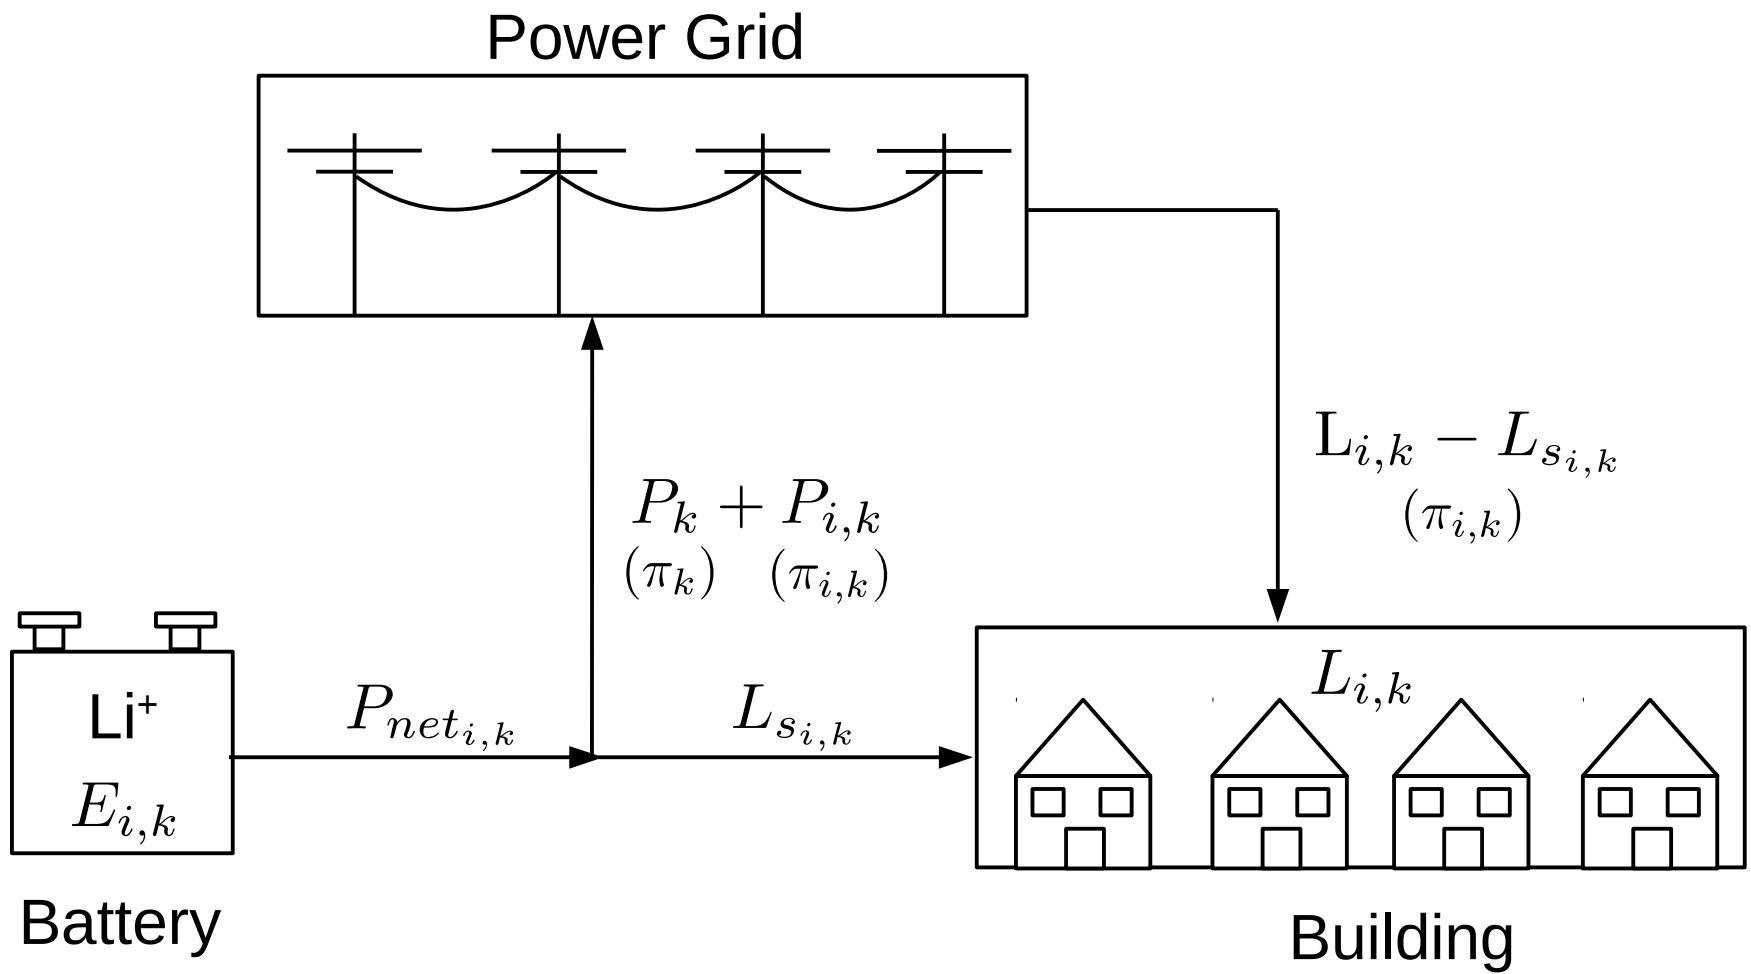 Power Grid
L_{i,k} − L_{s_{i,k}}
(π_{i,k})
P_k + P_{i,k}
(π_k) (π_{i,k})
Li⁺
E_{i,k}
P_{net_{i,k}}
L_{s_{i,k}}
L_{i,k}
Battery
Building